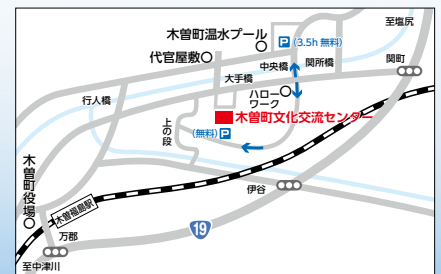 至塩尻
木曽町温水プール
P (3.5h 無料)
代官屋敷
中央橋
関所橋
関町
大手橋
行人橋
ハロー
ワーク
木曽町文化交流センター
上の段
(無料) P
木曽町役場
伊谷
木曽福島駅
19
万郡
至中津川